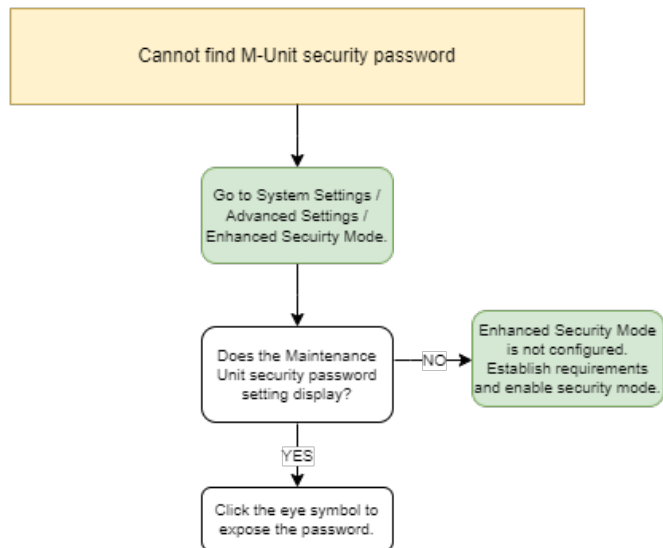 Cannot find M-Unit security password
Go to System Settings /
Advanced Settings /
Enhanced Secuirty Mode.
Does the Maintenance
Unit security password
setting display?
NO
Enhanced Security Mode
is not configured.
Establish requirements
and enable security mode.
YES
Click the eye symbol to
expose the password.